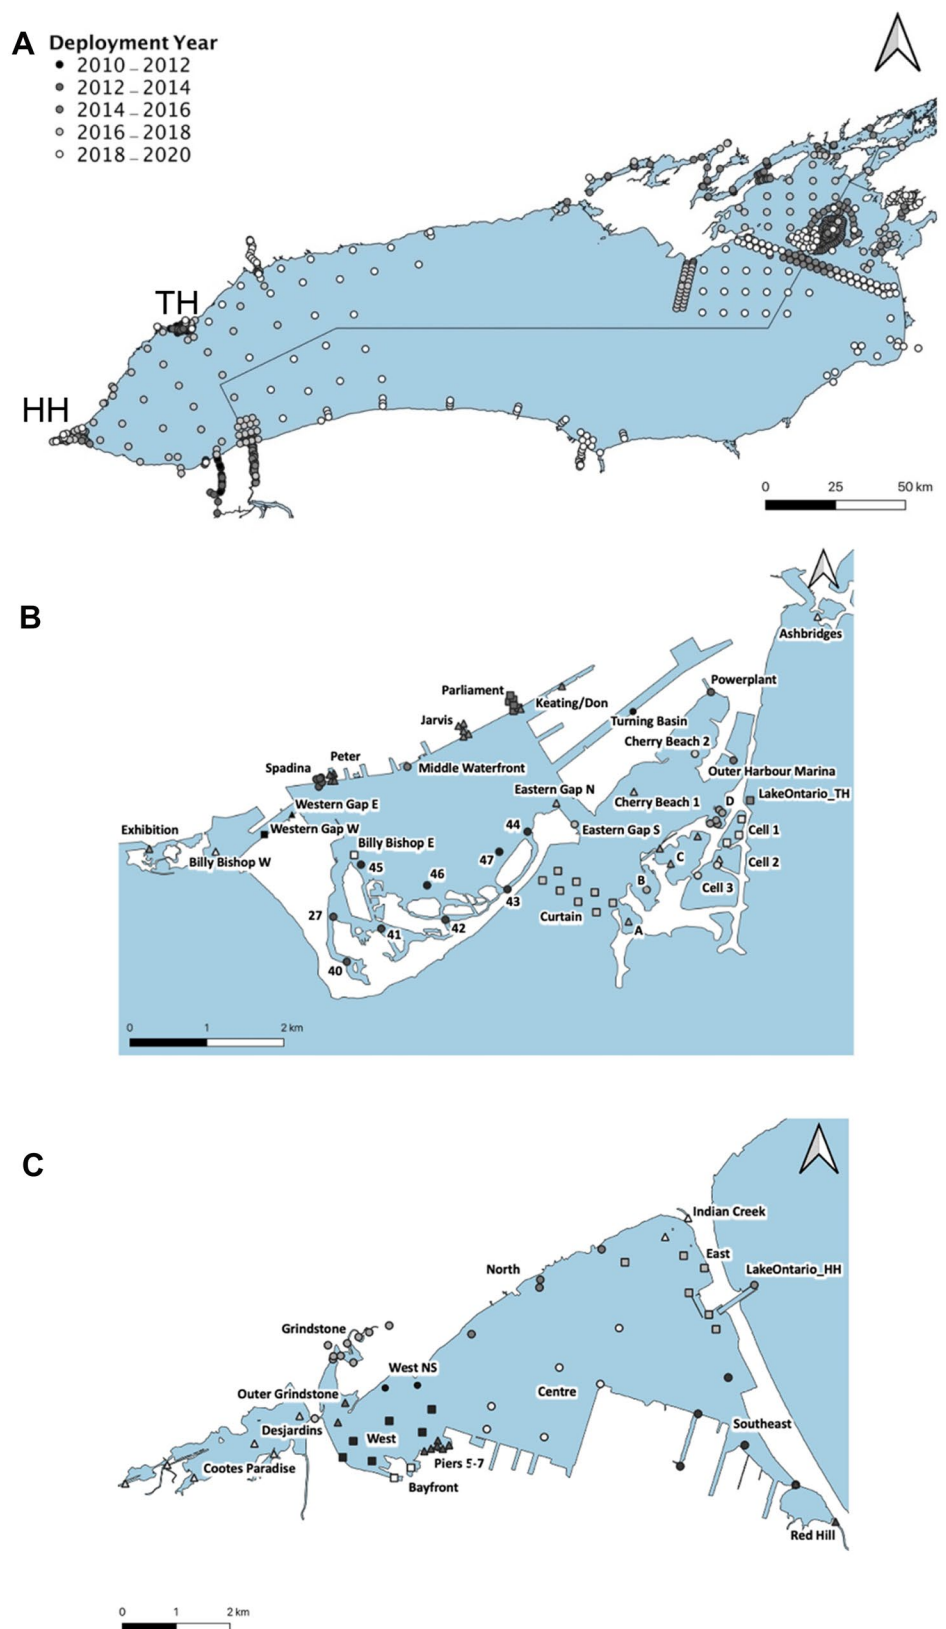 A
Deployment Year
2010 – 2012
2012 – 2014
2014 – 2016
2016 – 2018
2018 – 2020
TH
HH
0 25 50 km
B
Ashbridges
Powerplant
Parliament
Keating/Don
Jarvis
Turning Basin
Cherry Beach 2
Peter
Spadina
Middle Waterfront
Outer Harbour Marina
Eastern Gap N
LakeOntario_TH
Western Gap E
Cherry Beach 1
D
Exhibition
Western Gap W
44
Eastern Gap S
Cell 1
Billy Bishop E
Billy Bishop W
47
C
Cell 2
45
46
B
Cell 3
43
27
Curtain
42
41
A
40
0 1 2 km
C
Indian Creek
East
North
LakeOntario_HH
Grindstone
West NS
Outer Grindstone
Centre
Desjardins
Southeast
West
Cootes Paradise
Piers 5-7
Bayfront
Red Hill
0 1 2 km